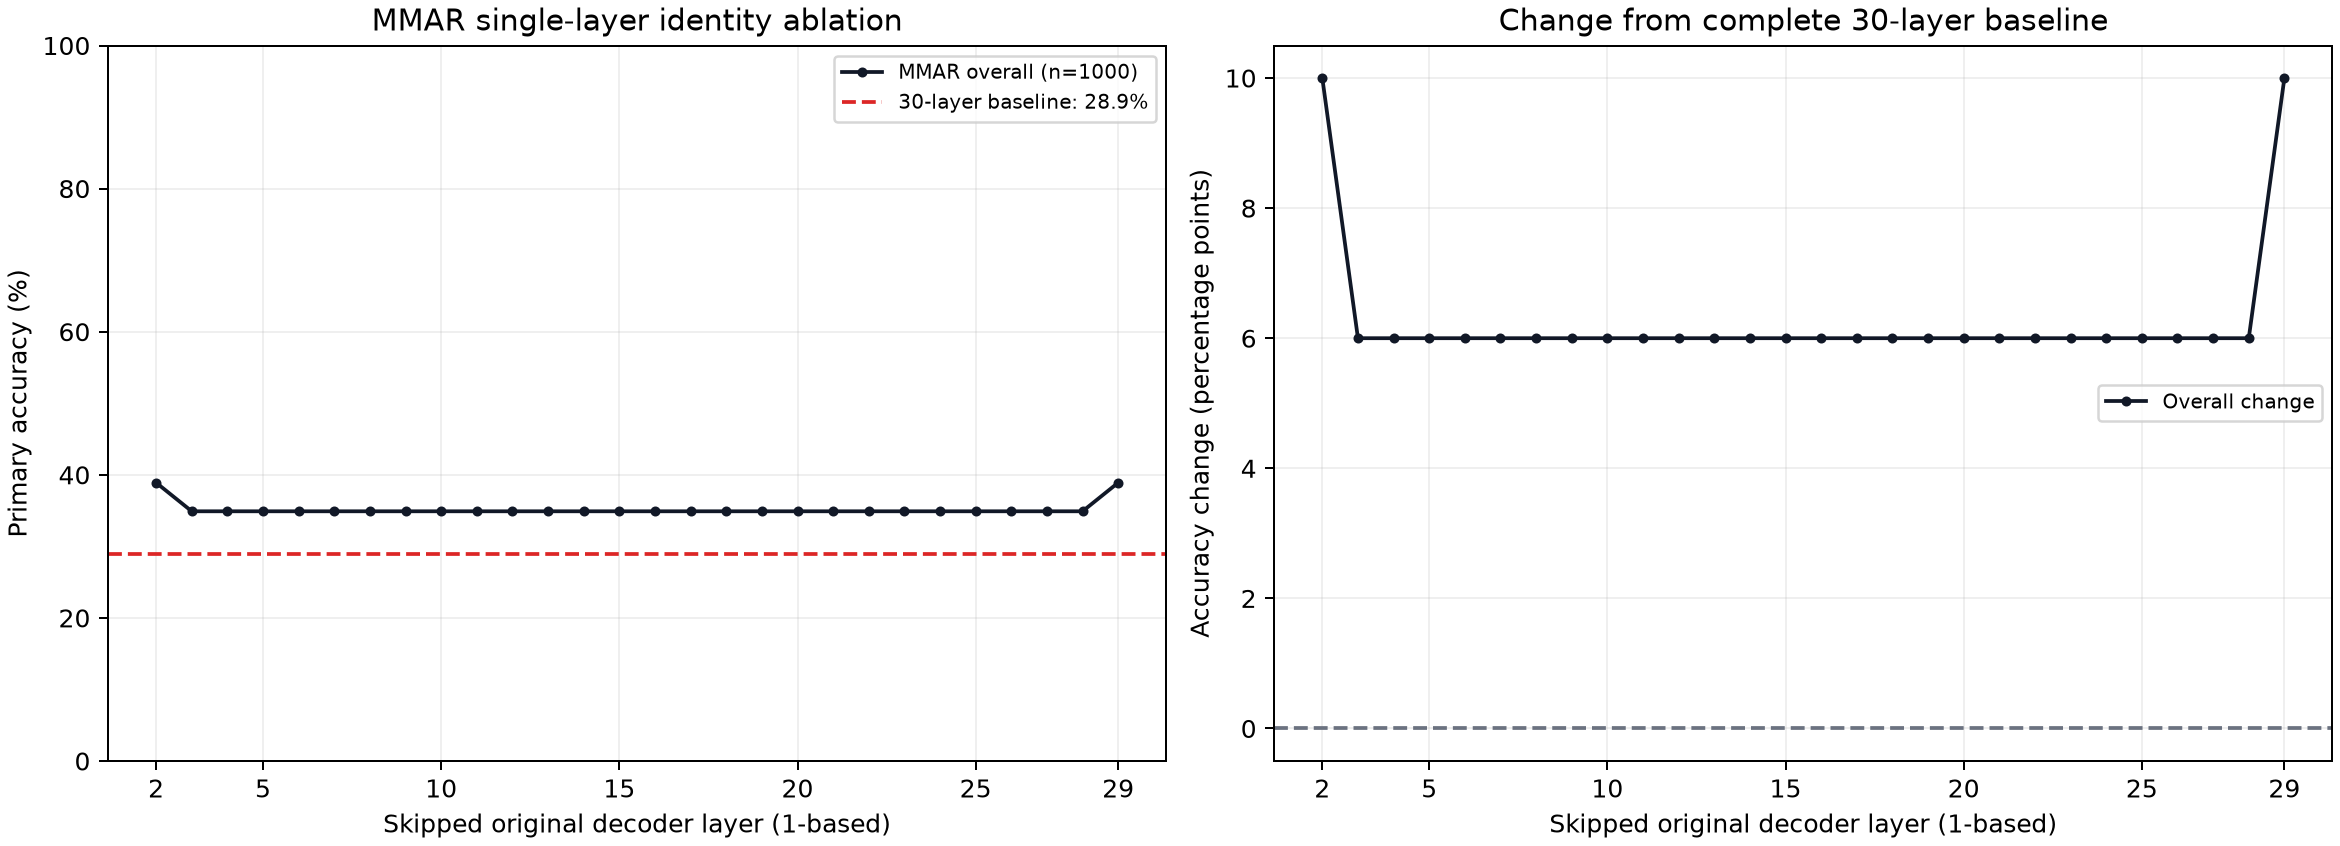 MMAR single-layer identity ablation
100
80
60
40
20
0
Primary accuracy (%)
MMAR overall (n=1000)
30-layer baseline: 28.9%
2 5 10 15 20 25 29
Skipped original decoder layer (1-based)
Change from complete 30-layer baseline
10
8
6
4
2
0
Accuracy change (percentage points)
Overall change
2 5 10 15 20 25 29
Skipped original decoder layer (1-based)